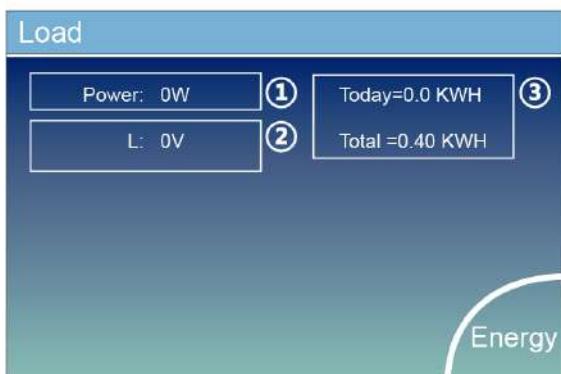 Load
Power: 0W ①
L: 0V ②
Today=0.0 KWH ③
Total =0.40 KWH
Energy